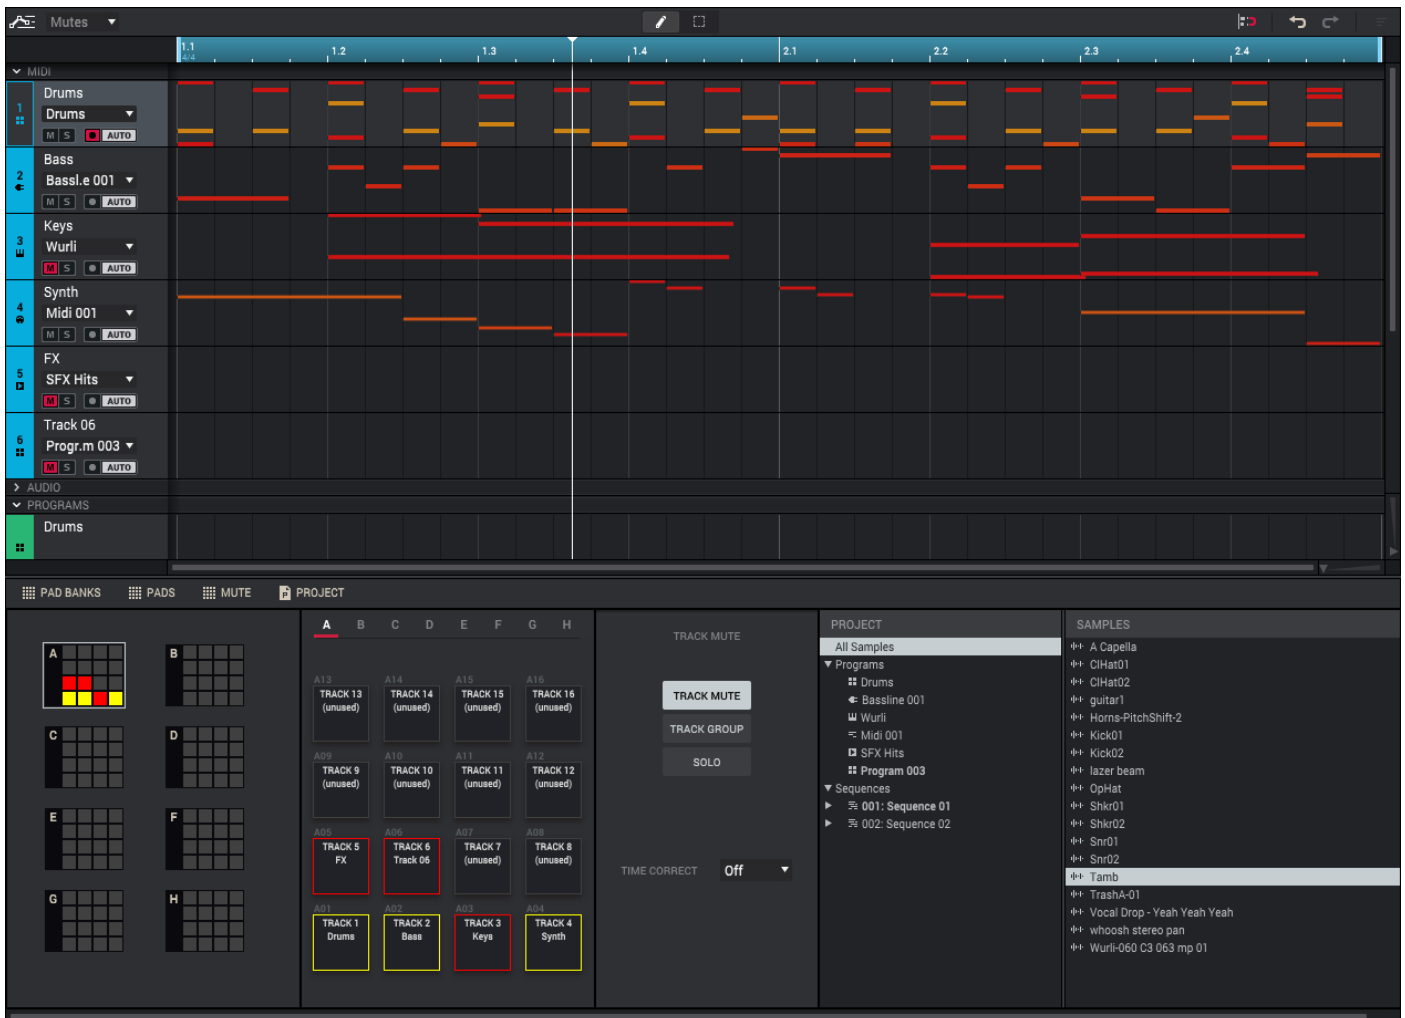 Mutes
1.1
4/4
1.2
1.3
1.4
2.1
2.2
2.3
2.4
MIDI
1
Drums
Drums
M S AUTO
2
Bass
Bassl.e 001
M S AUTO
3
Keys
Wurli
M S AUTO
4
Synth
Midi 001
M S AUTO
5
FX
SFX Hits
M S AUTO
6
Track 06
Progr.m 003
M S AUTO
AUDIO
PROGRAMS
Drums
PAD BANKS PADS MUTE PROJECT
A B
C D
E F
G H
A B C D E F G H
A13 A14 A15 A16
TRACK 13 TRACK 14 TRACK 15 TRACK 16
(unused) (unused) (unused) (unused)
A09 A10 A11 A12
TRACK 9 TRACK 10 TRACK 11 TRACK 12
(unused) (unused) (unused) (unused)
A05 A06 A07 A08
TRACK 5 TRACK 6 TRACK 7 TRACK 8
FX Track 06 (unused) (unused)
A01 A02 A03 A04
TRACK 1 TRACK 2 TRACK 3 TRACK 4
Drums Bass Keys Synth
TRACK MUTE
TRACK MUTE
TRACK GROUP
SOLO
TIME CORRECT Off
PROJECT
All Samples
Programs
Drums
Bassline 001
Wurli
Midi 001
SFX Hits
Program 003
Sequences
001: Sequence 01
002: Sequence 02
SAMPLES
A Capella
ClHat01
ClHat02
guitar1
Horns-PitchShift-2
Kick01
Kick02
lazer beam
OpHat
Shkr01
Shkr02
Snr01
Snr02
Tamb
TrashA-01
Vocal Drop - Yeah Yeah Yeah
whoosh stereo pan
Wurli-060 C3 063 mp 01